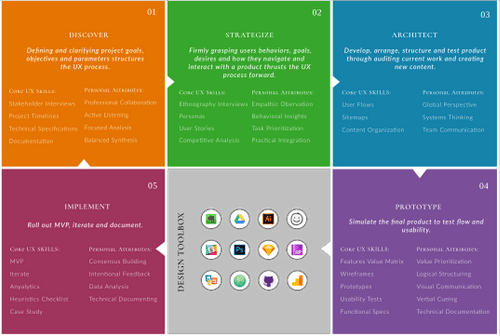 01
DISCOVER
Defining and clarifying project goals,
objectives and parameters structures
the UX process.
Core UX Skills:
Stakeholder Interviews
Project Timelines
Technical Specifications
Documentation
Personal Attributes:
Professional Collaboration
Active Listening
Focused Analysis
Balanced Synthesis
02
STRATEGIZE
Firmly grasping users behaviors, goals,
desires and how they navigate and
interact with a product thrusts the UX
process forward.
Core UX Skills:
Ethnography Interviews
Personas
User Stories
Competitive Analysis
Personal Attributes:
Empathic Obervation
Behavioral Insights
Task Prioritization
Practical Integration
03
ARCHITECT
Develop, arrange, structure and test product
through auditing current work and creating
new content.
Core UX Skills:
User Flows
Sitemaps
Content Organization
Personal Attributes:
Global Perspective
Systems Thinking
Team Communication
05
IMPLEMENT
Roll out MVP, iterate and document.
Core UX SKILLS:
MVP
Iterate
Anyalytics
Heuristics Checklist
Case Study
Personal Attributes:
Consensus Building
Intentional Feedback
Data Analysis
Technical Documenting
DESIGN TOOLBOX
Ai
Ps
04
PROTOTYPE
Simulate the final product to test flow and
usability.
Core UX SKILLS:
Features Value Matrix
Wireframes
Prototypes
Usability Tests
Functional Specs
Personal Attributes:
Value Prioritization
Logical Structuring
Visual Communication
Verbal Cueing
Technical Documentation